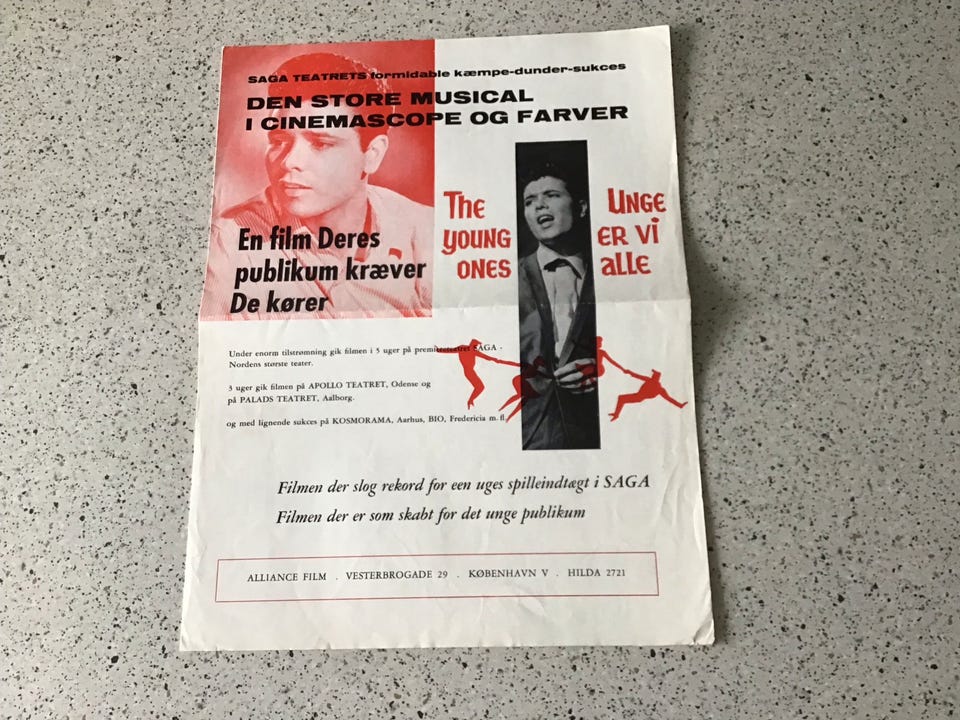 SAGA TEATRETS formidable kæmpe-dunder-sukces
DEN STORE MUSICAL
I CINEMASCOPE OG FARVER
The
YOUNG
ONES
UNGE
ER Vi
alle
En film Deres
publikum kræver
De kører
Under enorm tilstrømning gik filmen i 5 uger på premiereteatret SAGA -
Nordens største teater.
3 uger gik filmen på APOLLO TEATRET, Odense og
på PALADS TEATRET, Aalborg.
og med lignende sukces på KOSMORAMA, Aarhus, BIO, Fredericia m. fl.
Filmen der slog rekord for een uges spilleindtægt i SAGA
Filmen der er som skabt for det unge publikum
ALLIANCE FILM . VESTERBROGADE 29 . KØBENHAVN V . HILDA 2721